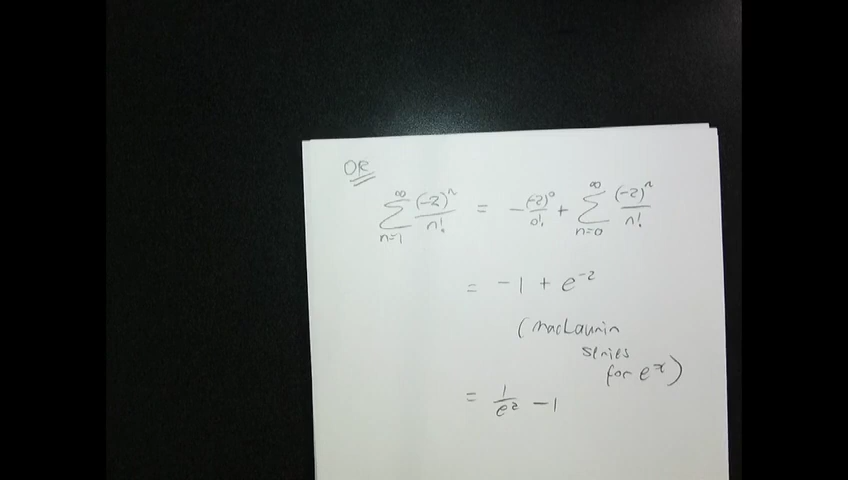 OR
∞ ∑ n=1 (-2)^n / n! = -(-2)^0 / 0! + ∞ ∑ n=0 (-2)^n / n!
= -1 + e^-2
(MacLaurin
series
for e^x)
= 1 / e^2 - 1